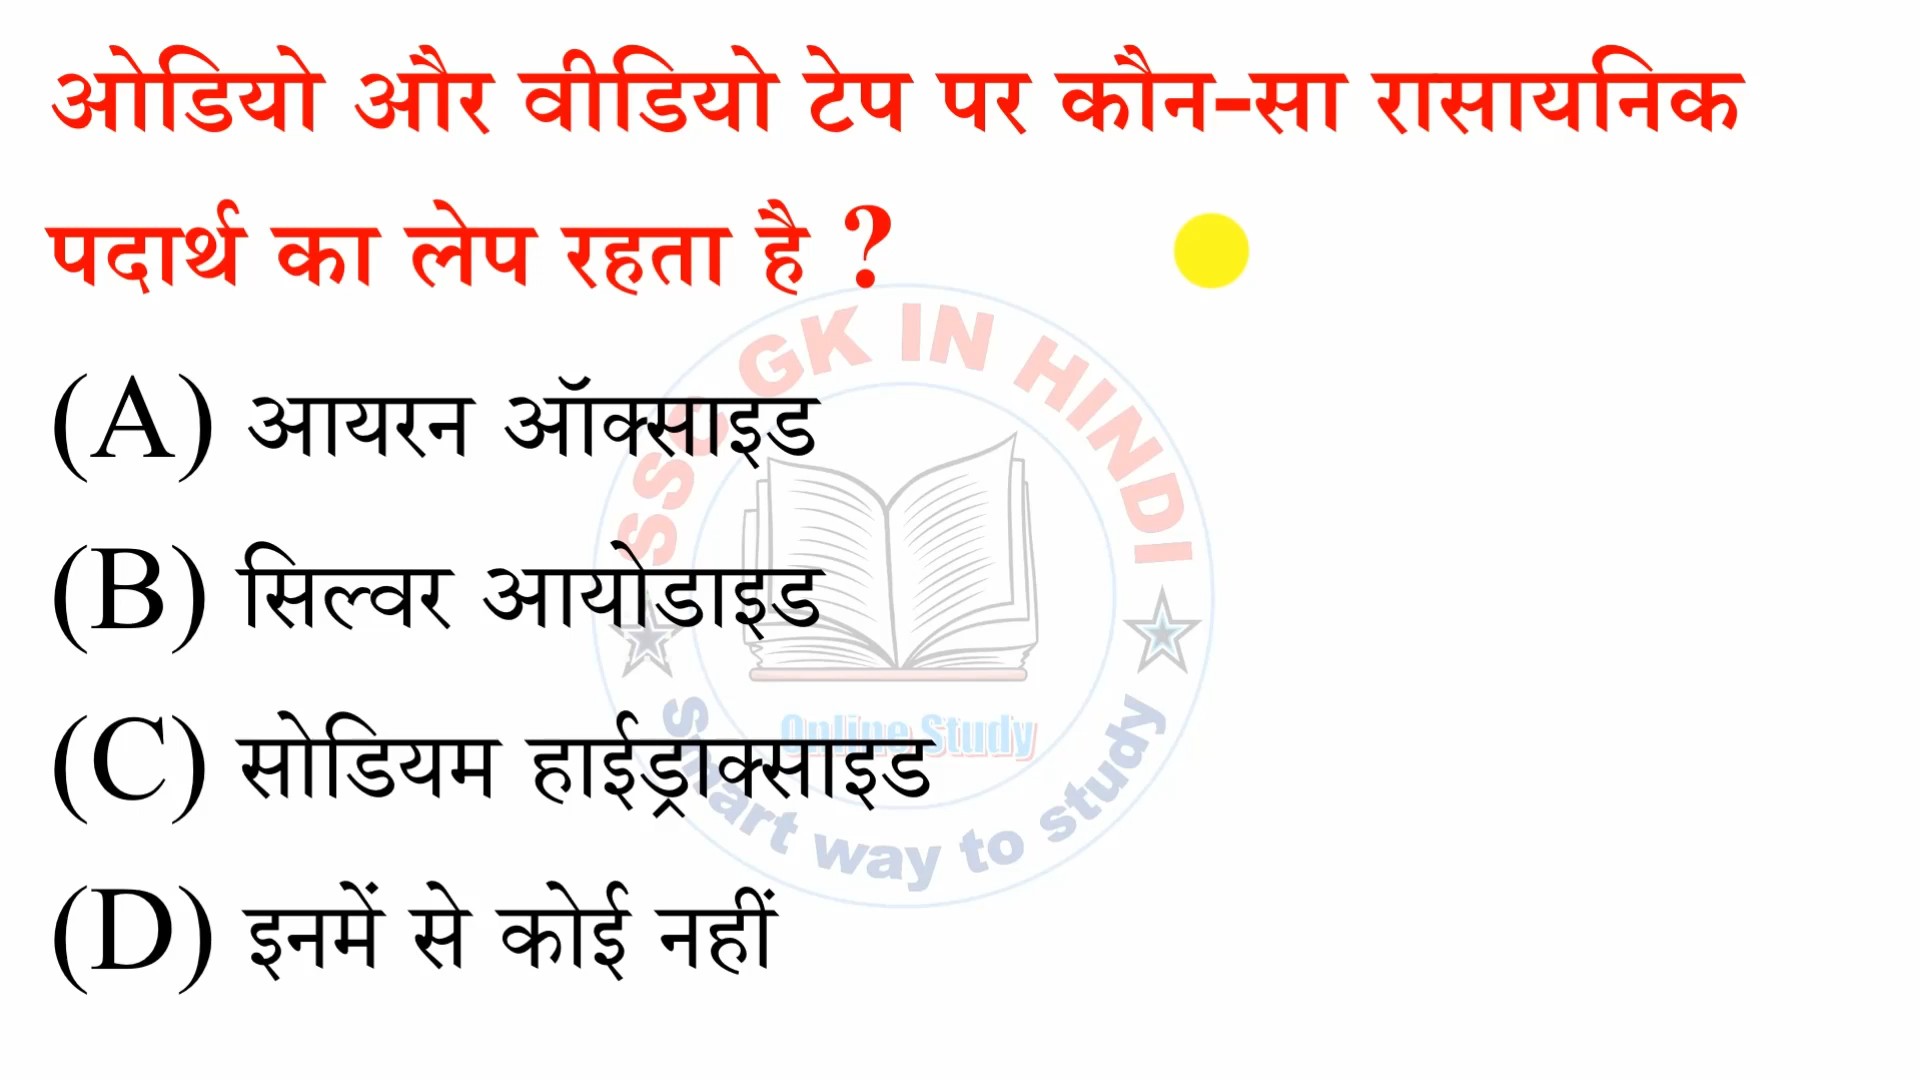 ओडियो और वीडियो टेप पर कौन-सा रासायनिक
पदार्थ का लेप रहता है ?
(A) आयरन ऑक्साइड
(B) सिल्वर आयोडाइड
(C) सोडियम हाईड्राक्साइड
(D) इनमें से कोई नहीं
SSC GK IN HINDI
Online Study
Smart way to study